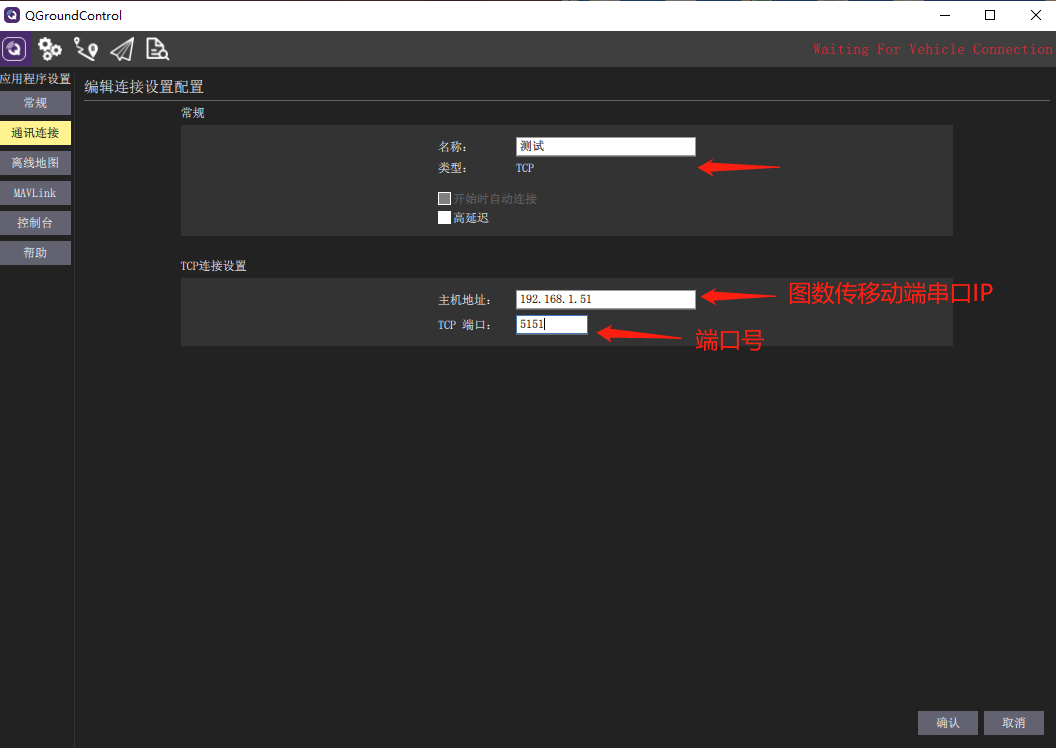 QGroundControl
Waiting For Vehicle Connection
应用程序设置
常规
通讯连接
离线地图
MAVLink
控制台
帮助
编辑连接设置配置
常规
名称： 测试
类型： TCP
开始时自动连接
高延迟
TCP连接设置
主机地址： 192.168.1.51 图数传移动端串口IP
TCP 端口： 5151 端口号
确认 取消